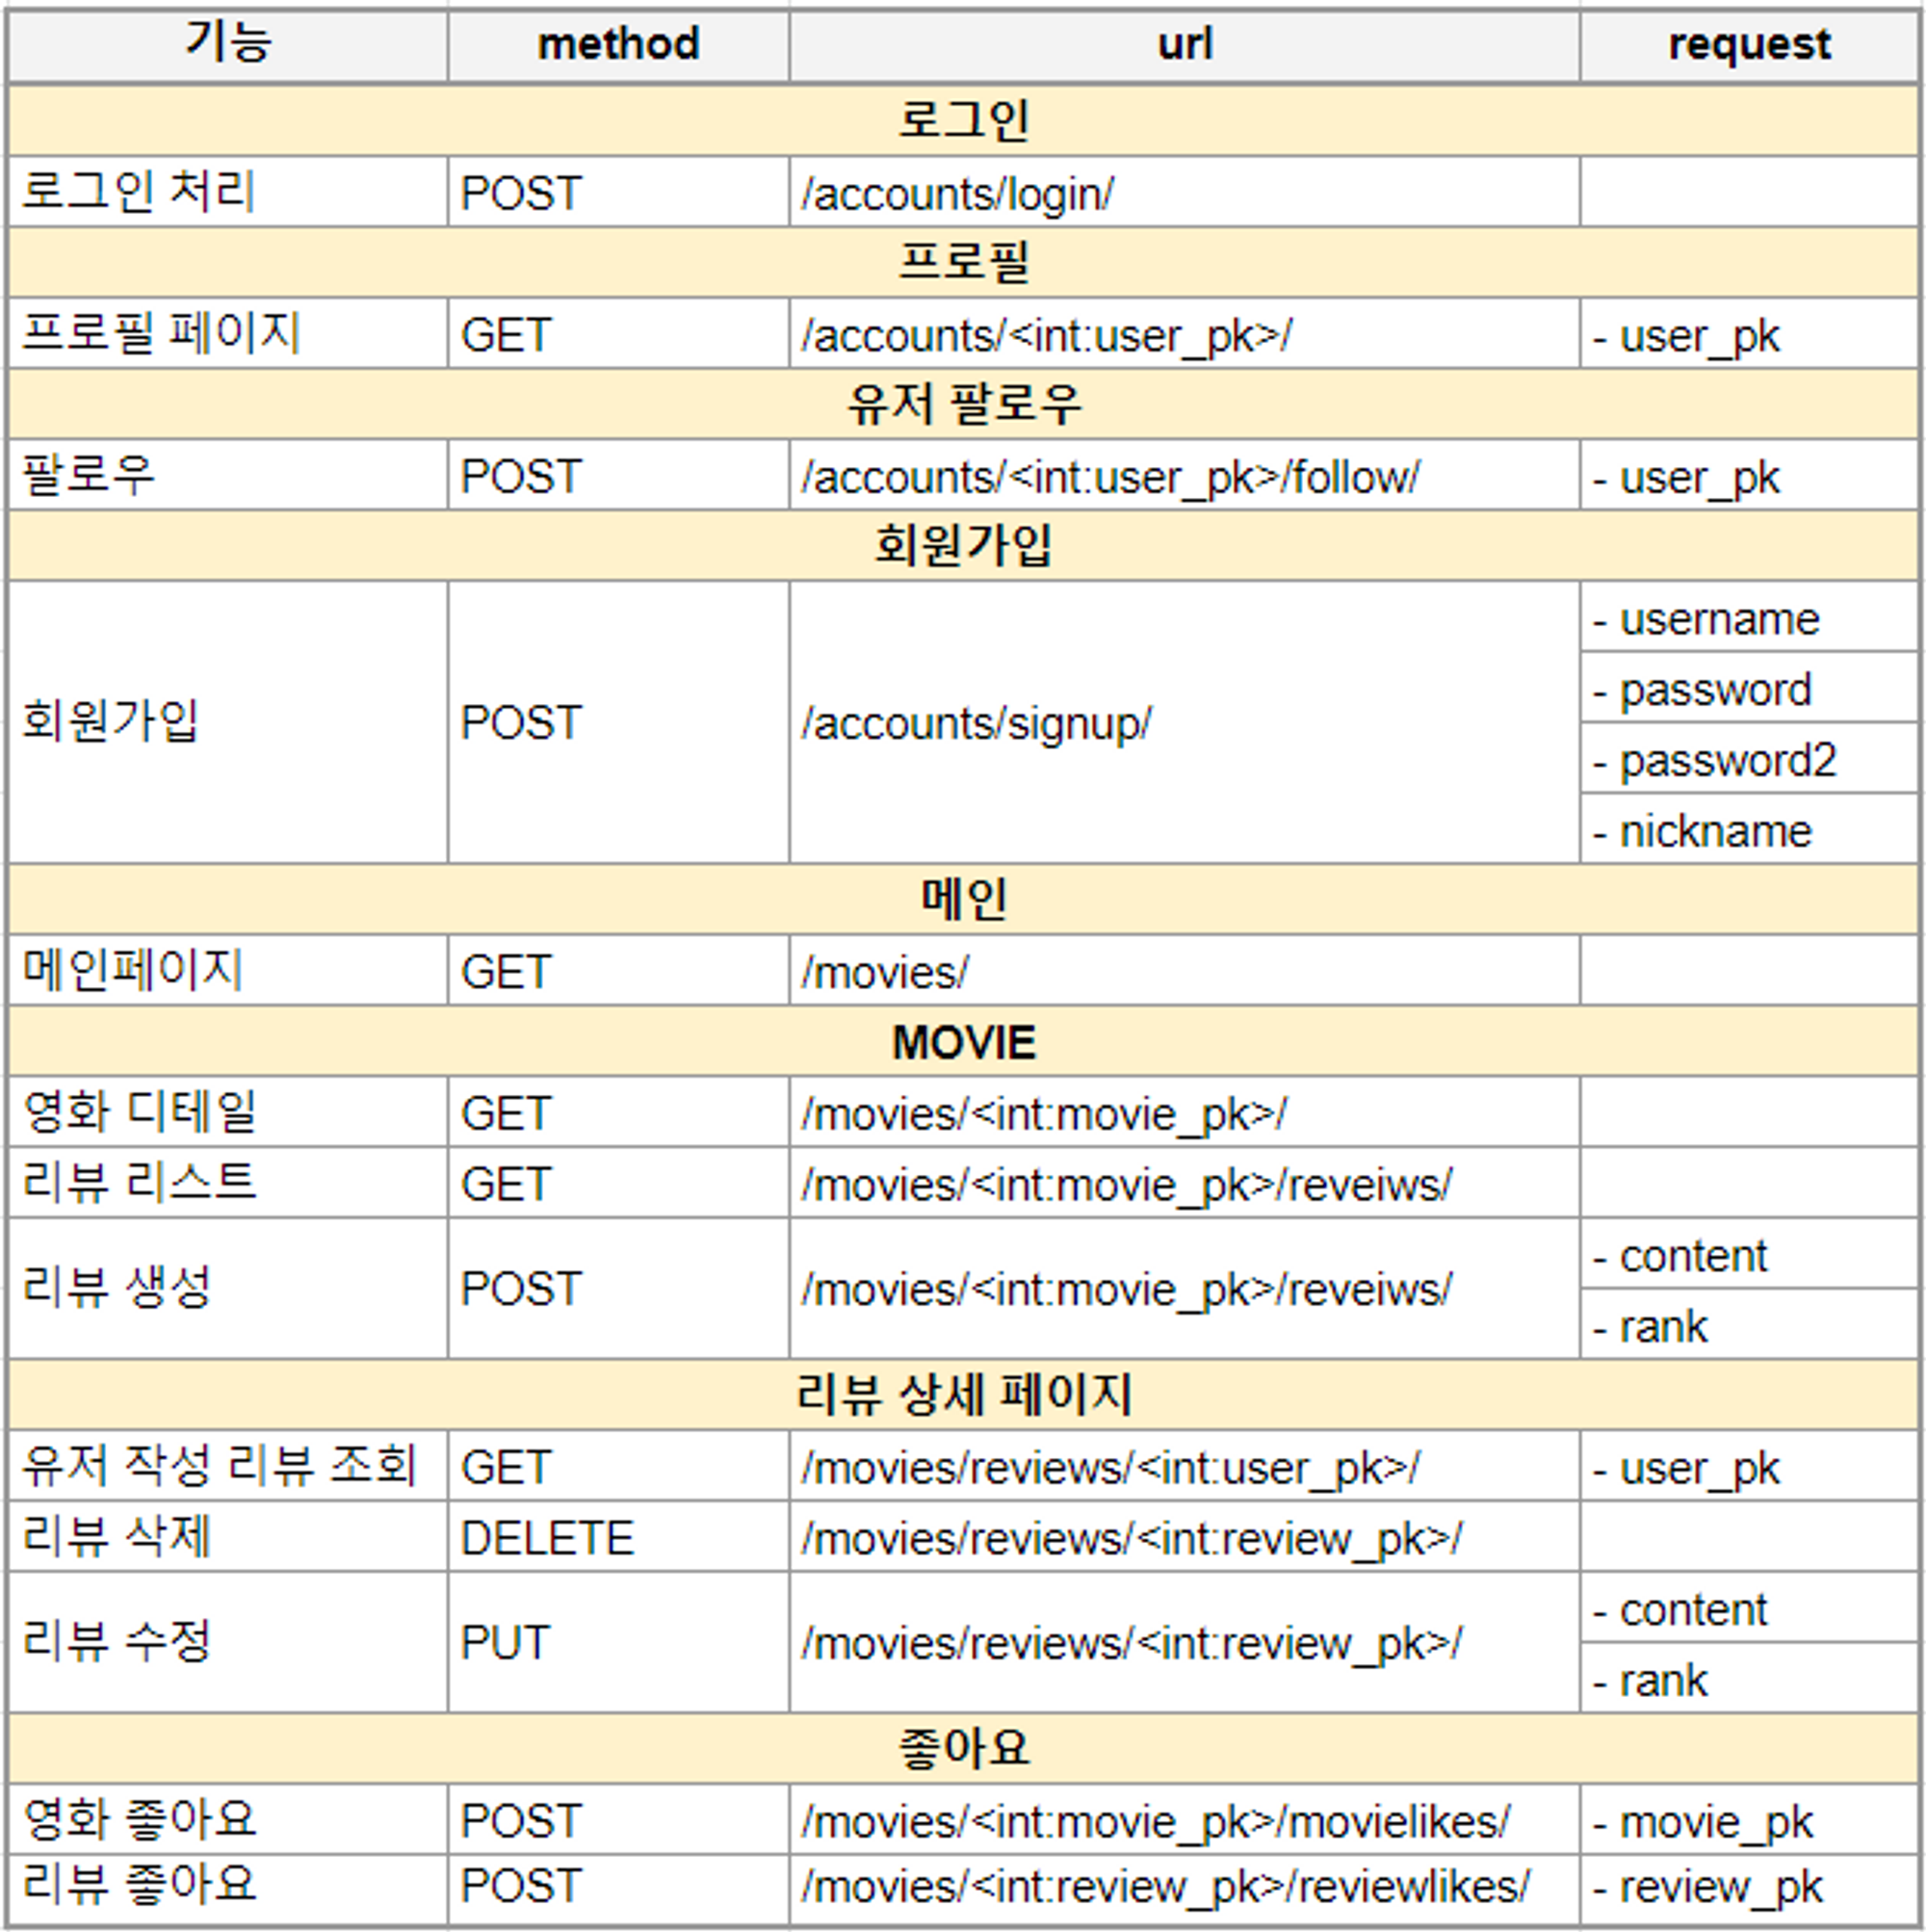 기능 method url request
로그인
로그인 처리 POST /accounts/login/
프로필
프로필 페이지 GET /accounts/<int:user_pk>/ - user_pk
유저 팔로우
팔로우 POST /accounts/<int:user_pk>/follow/ - user_pk
회원가입
회원가입 POST /accounts/signup/ - username
- password
- password2
- nickname
메인
메인페이지 GET /movies/
MOVIE
영화 디테일 GET /movies/<int:movie_pk>/
리뷰 리스트 GET /movies/<int:movie_pk>/reveiws/
리뷰 생성 POST /movies/<int:movie_pk>/reveiws/ - content
- rank
리뷰 상세 페이지
유저 작성 리뷰 조회 GET /movies/reviews/<int:user_pk>/ - user_pk
리뷰 삭제 DELETE /movies/reviews/<int:review_pk>/
리뷰 수정 PUT /movies/reviews/<int:review_pk>/ - content
- rank
좋아요
영화 좋아요 POST /movies/<int:movie_pk>/movielikes/ - movie_pk
리뷰 좋아요 POST /movies/<int:review_pk>/reviewlikes/ - review_pk